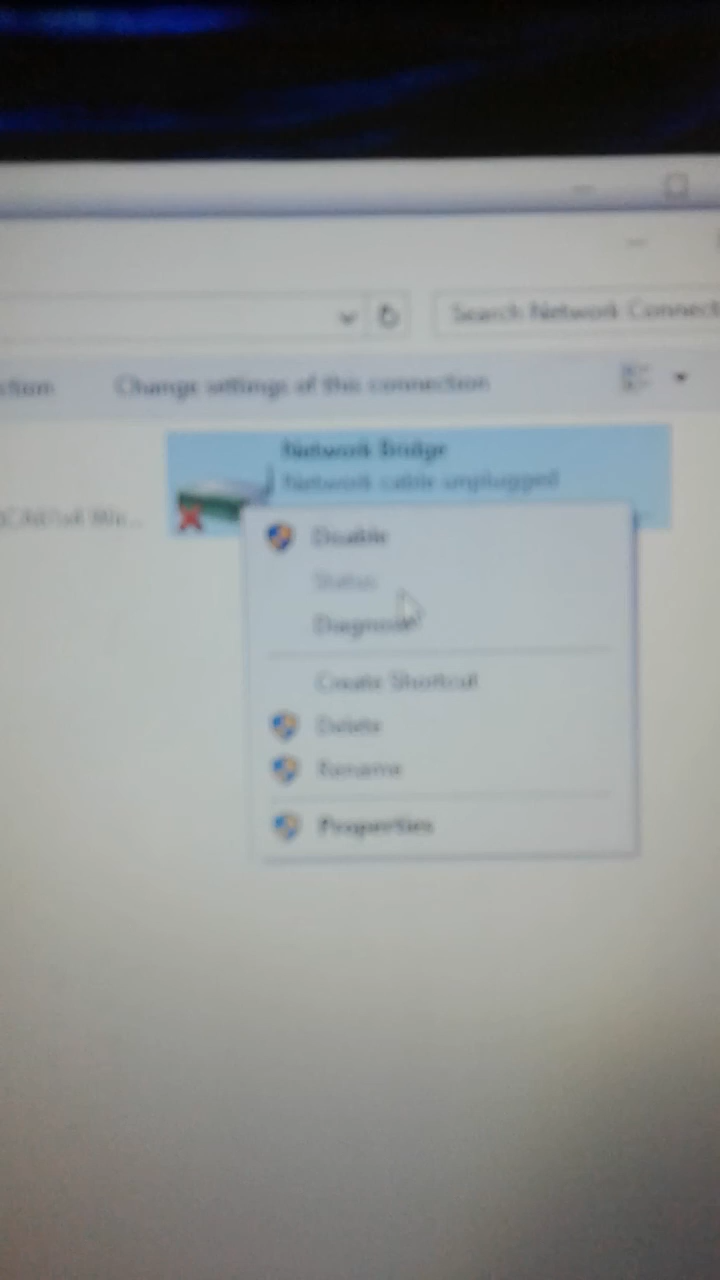 Search Network Connect
Change settings of this connection
Network Bridge
Network cable unplugged
Disable
Status
Diagnose
Create Shortcut
Delete
Rename
Properties